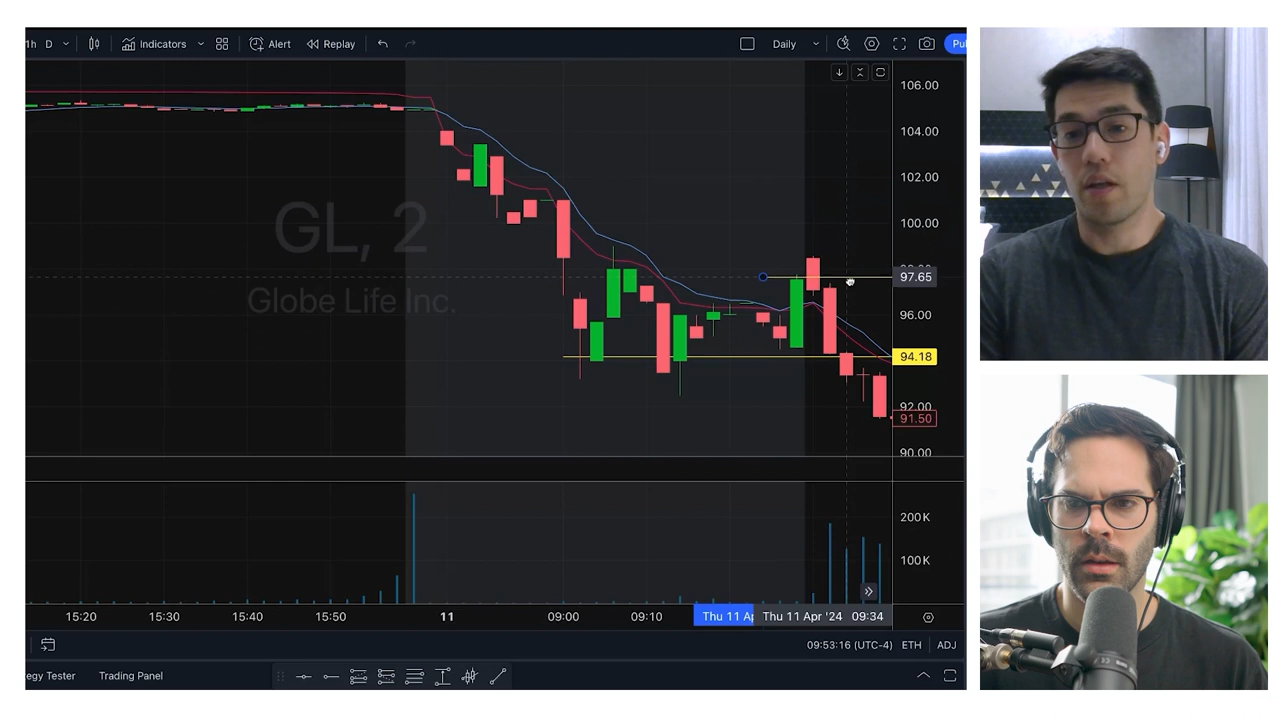 1h D Indicators Alert Replay Daily Pul
106.00
104.00
102.00
GL, 2
100.00
97.65
Globe Life Inc.
96.00
94.18
92.00
91.50
90.00
200K
100K
15:20 15:30 15:40 15:50 11 09:00 09:10 Thu 11 Ap Thu 11 Apr '24 09:34
09:53:16 (UTC-4) ETH ADJ
egy Tester Trading Panel